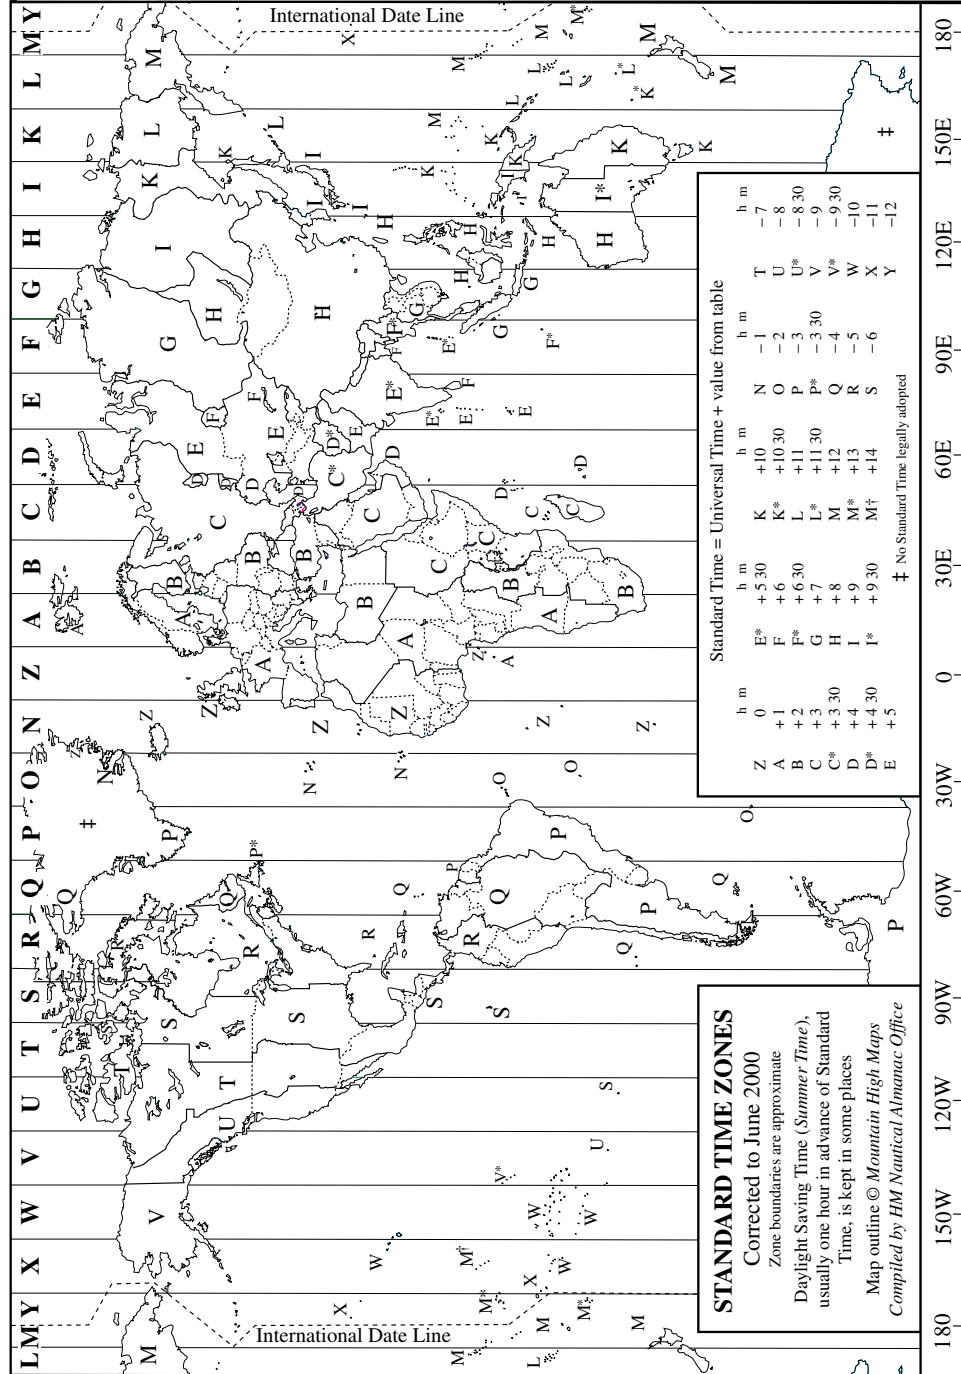 L M Y X W V U T S R Q P O N Z A B C D E F G H I K L M Y
International Date Line
International Date Line
M
V
T
S
R
Q
Q
‡
P
N
Z
Z
A
A
B
C
D
E
F
G
H
I
K
L
M
U
T
S
R
Q
P*
Z
A
B
B
C
D
D
E
F
H
I
I
K
L
X
W
R
Q
N
N
Z
Z
B
A
C
C
C*
D*
E
D
E*
F
F*
G
H
H
I
K
M
X
M
M*
M†
V*
S
S
R
Q
P
P
O
Z
A
C
B
C
D*
E*
E
F
E*
G
G
H
H
I
K
K
L
M
L
M
M*
X
W
W
W
U
S
Q
P
P
O
Z
A
B
B
C
C
D
E
F*
H
I*
K
K
K*
L*
L
L
M
M*
M
Q
O
M
M
P
‡
STANDARD TIME ZONES
Corrected to June 2000
Zone boundaries are approximate
Daylight Saving Time (Summer Time),
usually one hour in advance of Standard
Time, is kept in some places
Map outline © Mountain High Maps
Compiled by HM Nautical Almanac Office
Standard Time = Universal Time + value from table
h m h m h m h m h m
Z 0 E* +5 30 K +10 N −1 T −7
A +1 F +6 K* +10 30 O −2 U −8
B +2 F* +6 30 L +11 P −3 U* −8 30
C +3 G +7 L* +11 30 P* −3 30 V −9
C* +3 30 H +8 M +12 Q −4 V* −9 30
D +4 I +9 M* +13 R −5 W −10
D* +4 30 I* +9 30 M† +14 S −6 X −11
E +5 Y −12
‡ No Standard Time legally adopted
180 150W 120W 90W 60W 30W 0 30E 60E 90E 120E 150E 180